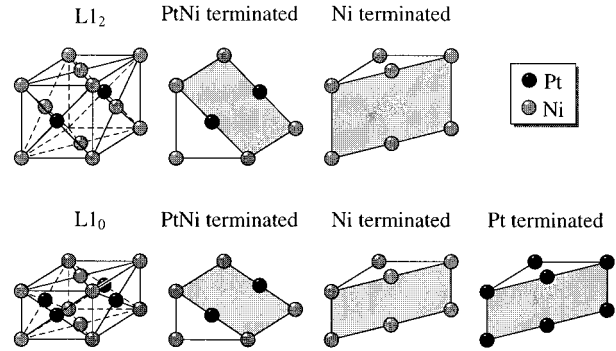 L1₂ PtNi terminated Ni terminated
Pt
Ni
L1₀ PtNi terminated Ni terminated Pt terminated